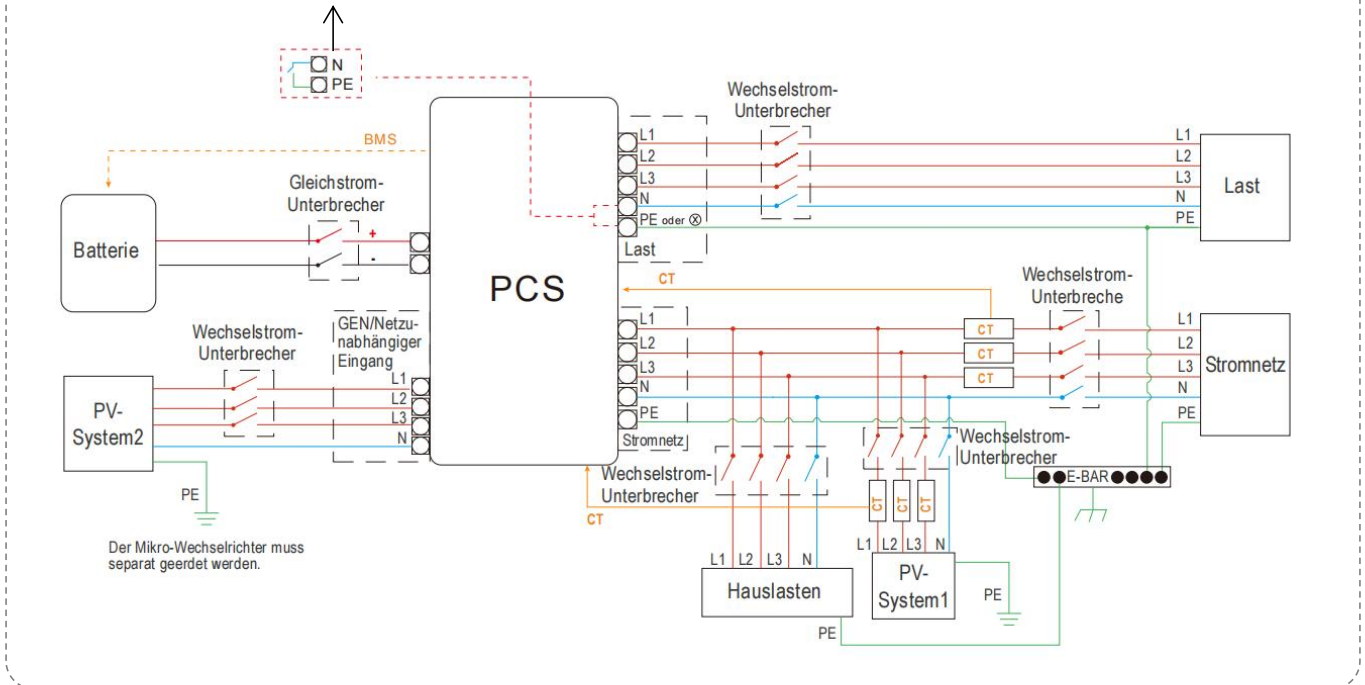 N
PE
BMS
Wechselstrom-
Unterbrecher
L1
L2
L3
N
PE oder ⓧ
Last
L1
L2
L3
N
PE
Last
Gleichstrom-
Unterbrecher
Batterie
+
-
PCS
CT
Wechselstrom-
Unterbreche
Wechselstrom-
Unterbrecher
GEN/Netzu-
nabhängiger
Eingang
L1
L2
L3
N
PV-
System2
PE
Der Mikro-Wechselrichter muss
separat geerdet werden.
L1
L2
L3
N
PE
Stromnetz
CT
CT
CT
L1
L2
L3
N
PE
Stromnetz
Wechselstrom-
Unterbrecher
Wechselstrom-
Unterbrecher
E-BAR
CT
CT
CT
CT
L1 L2 L3 N
Hauslasten
PE
L1 L2 L3 N
PV-
System1
PE